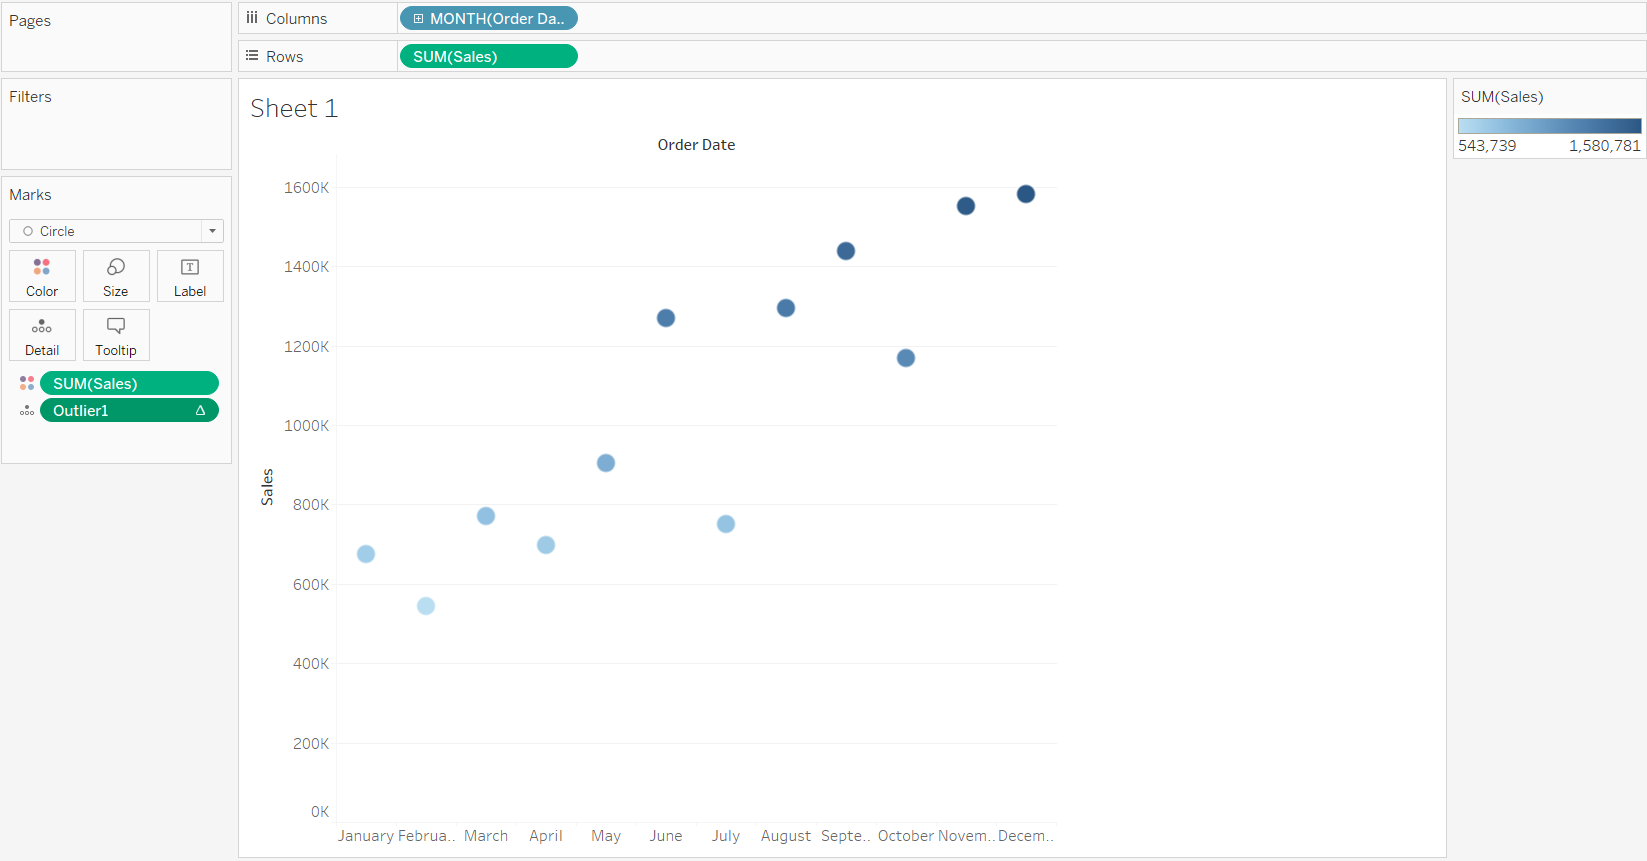 Pages
Columns
MONTH(Order Da..
Rows
SUM(Sales)
Filters
Marks
Circle
Color
Size
Label
Detail
Tooltip
SUM(Sales)
Outlier1
Sheet 1
Order Date
Sales
1600K
1400K
1200K
1000K
800K
600K
400K
200K
0K
January Februa.. March April May June July August Septe.. October Novem.. Decem..
SUM(Sales)
543,739 1,580,781